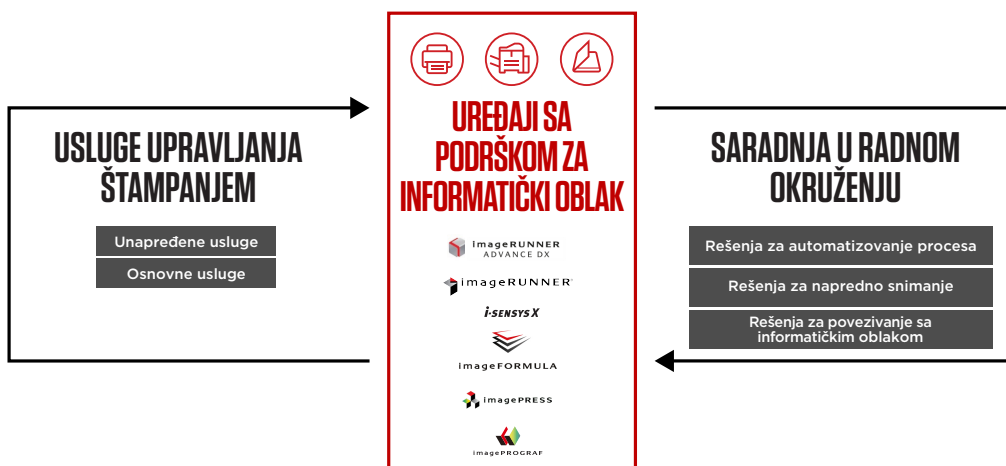 USLUGE UPRAVLJANJA
ŠTAMPANJEM
Unapređene usluge
Osnovne usluge
UREĐAJI SA
PODRŠKOM ZA
INFORMATIČKI OBLAK
imageRUNNER
ADVANCE DX
imageRUNNER
i-SENSYS X
imageFORMULA
imagePRESS
imagePROGRAF
SARADNJA U RADNOM
OKRUŽENJU
Rešenja za automatizovanje procesa
Rešenja za napredno snimanje
Rešenja za povezivanje sa
informatičkim oblakom